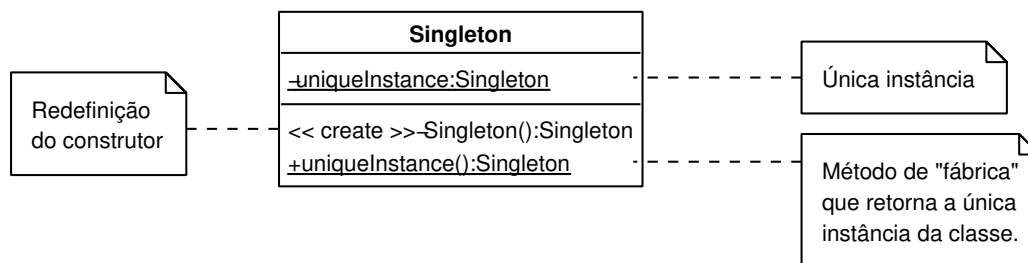 Singleton
-uniqueInstance:Singleton
<< create >>-Singleton():Singleton
+uniqueInstance():Singleton
Redefinição
do construtor
Única instância
Método de "fábrica"
que retorna a única
instância da classe.